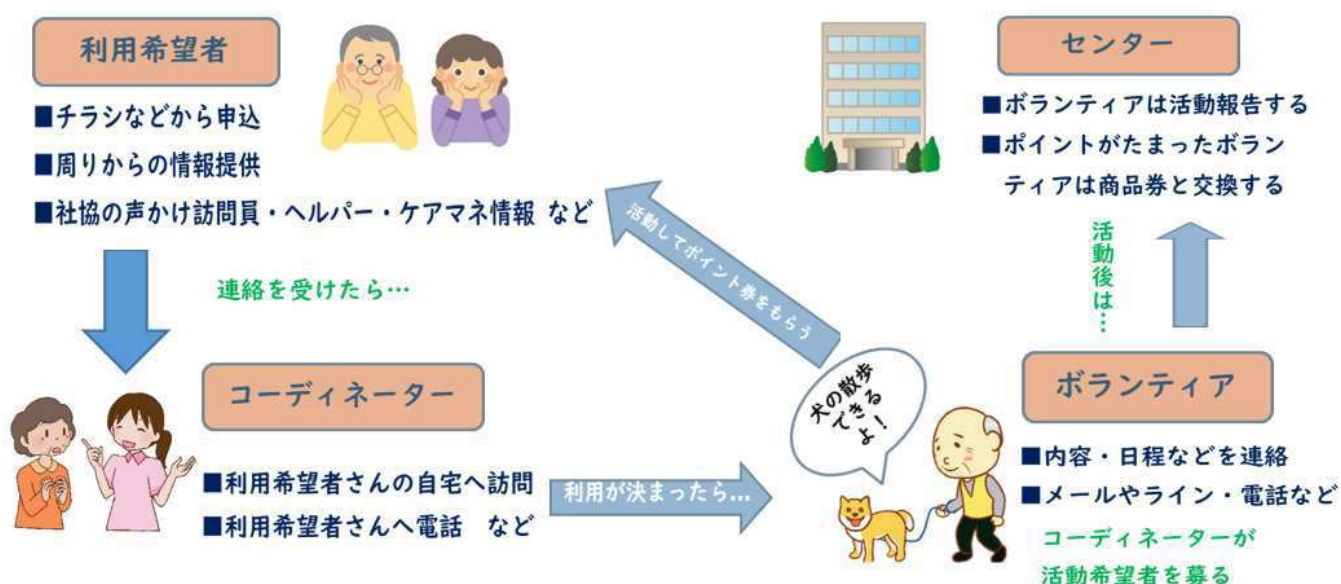 利用希望者
■チラシなどから申込
■周りからの情報提供
■社協の声かけ訪問員・ヘルパー・ケアマネ情報 など
連絡を受けたら…
コーディネーター
■利用希望者さんの自宅へ訪問
■利用希望者さんへ電話 など
利用が決まったら…
活動してポイント券をもらう
犬の散歩
できる
よ！
センター
■ボランティアは活動報告する
■ポイントがたまったボラン
ティアは商品券と交換する
活動後は…
ボランティア
■内容・日程などを連絡
■メールやライン・電話など
コーディネーターが
活動希望者を募る